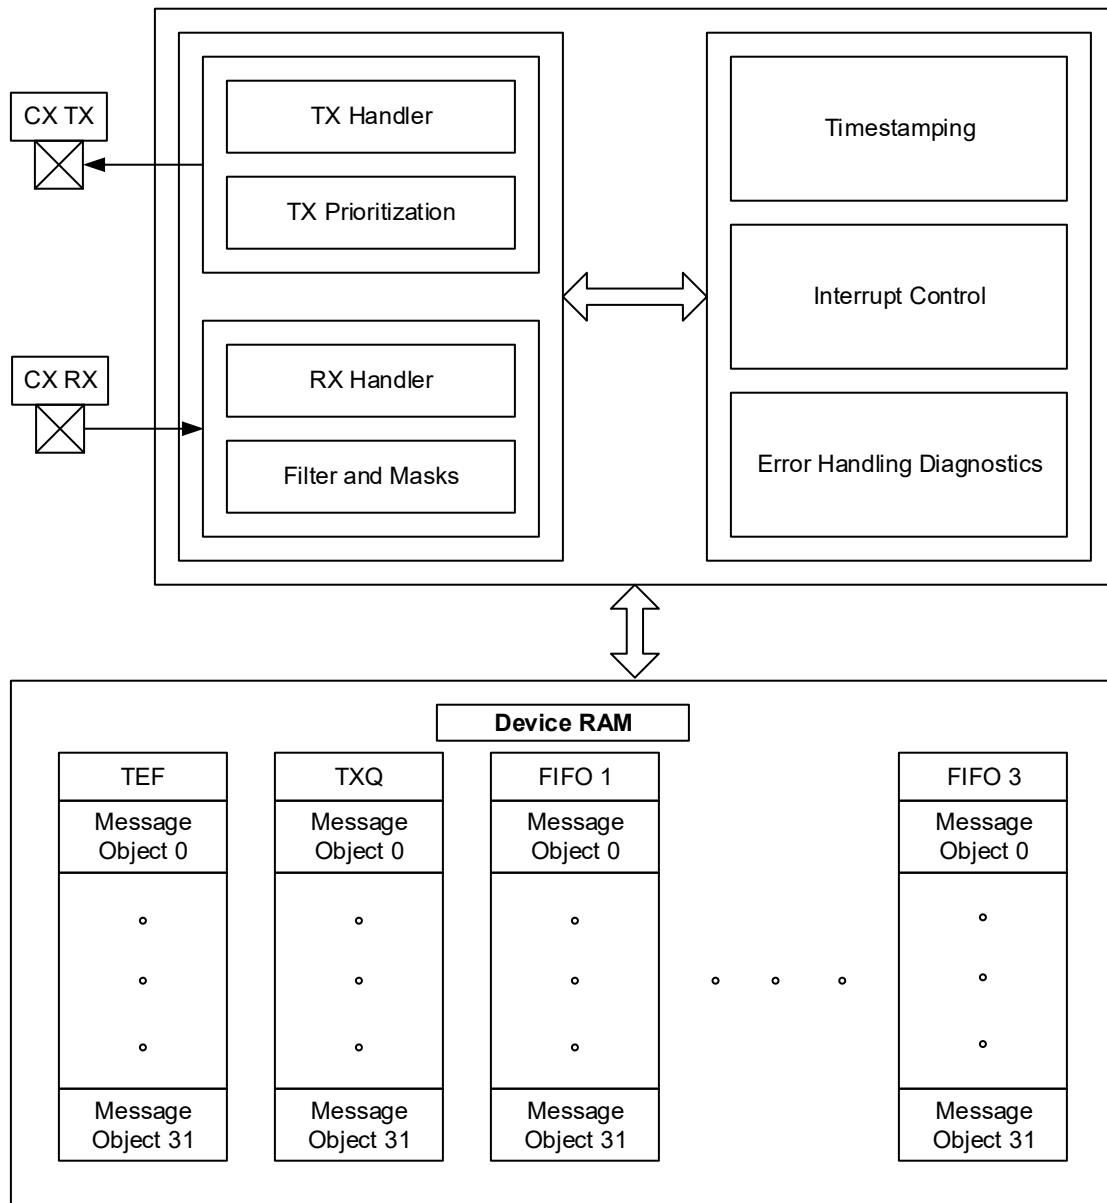 CX TX
TX Handler
TX Prioritization
CX RX
RX Handler
Filter and Masks
Timestamping
Interrupt Control
Error Handling Diagnostics
Device RAM
TEF
Message
Object 0
Message
Object 31
TXQ
Message
Object 0
Message
Object 31
FIFO 1
Message
Object 0
Message
Object 31
FIFO 3
Message
Object 0
Message
Object 31